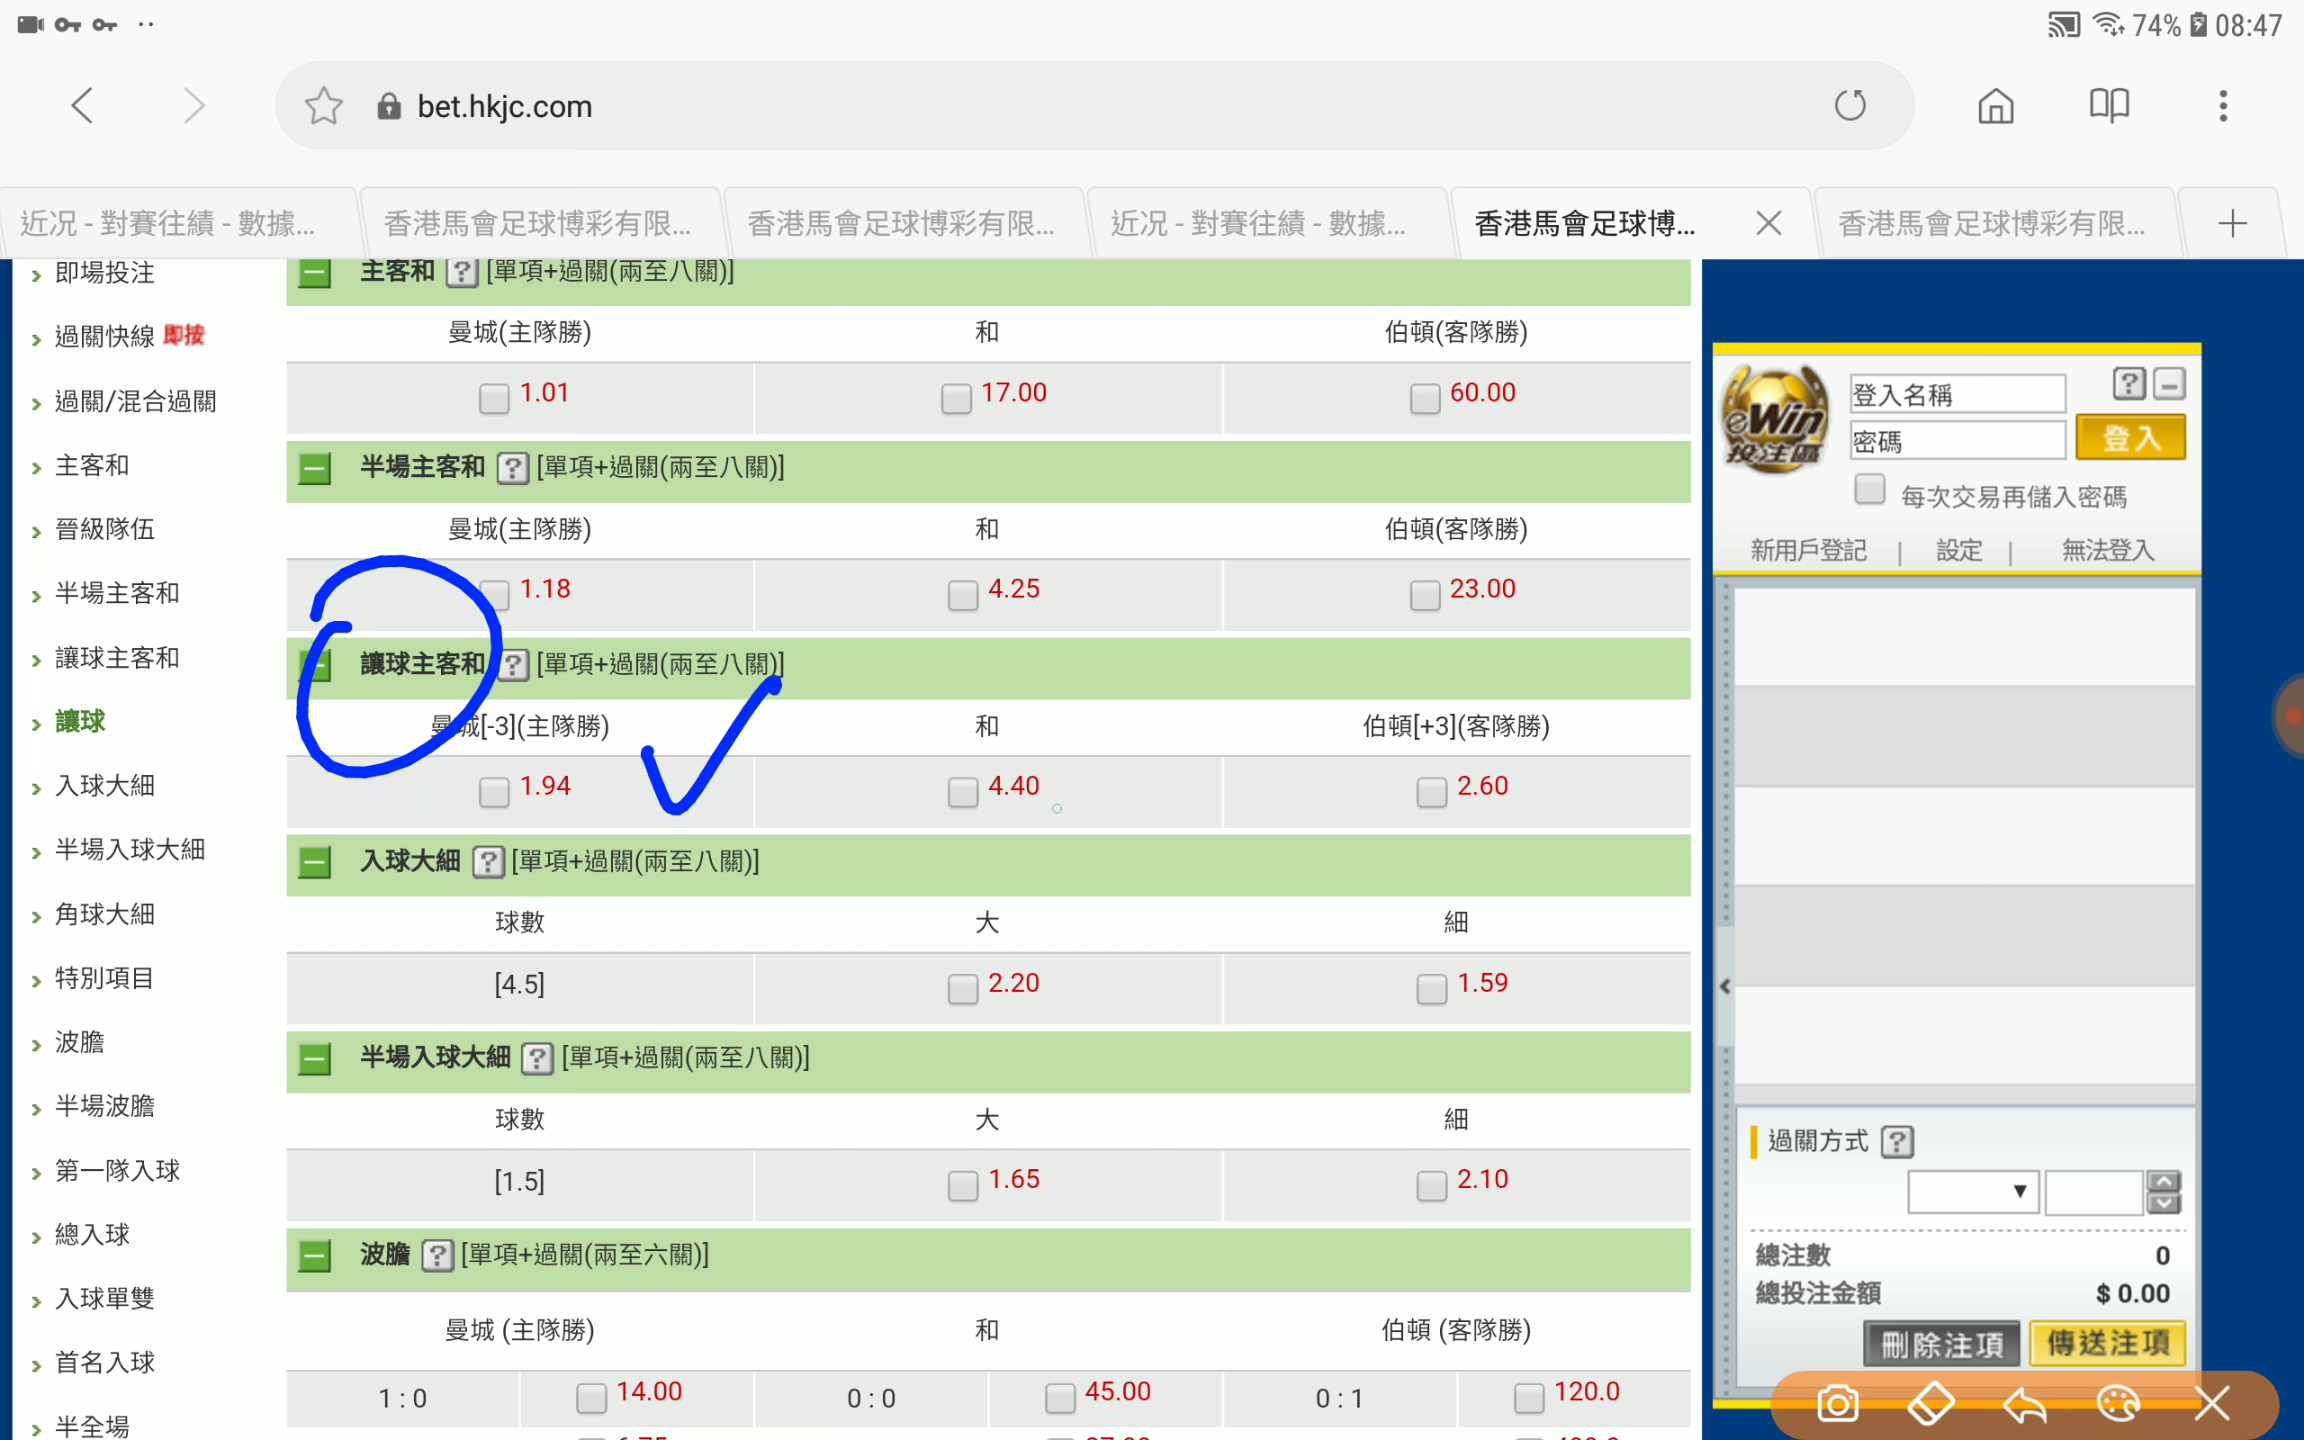 74% 08:47
bet.hkjc.com
近况 - 對賽往績 - 數據...
香港馬會足球博彩有限...
香港馬會足球博彩有限...
近况 - 對賽往績 - 數據...
香港馬會足球博...
香港馬會足球博彩有限...
即場投注
過關快線 即按
過關/混合過關
主客和
晉級隊伍
半場主客和
讓球主客和
讓球
入球大細
半場入球大細
角球大細
特別項目
波膽
半場波膽
第一隊入球
總入球
入球單雙
首名入球
半全場
主客和 ? [單項+過關(兩至八關)]
曼城(主隊勝) 和 伯頓(客隊勝)
1.01 17.00 60.00
半場主客和 ? [單項+過關(兩至八關)]
曼城(主隊勝) 和 伯頓(客隊勝)
1.18 4.25 23.00
讓球主客和 ? [單項+過關(兩至八關)]
曼城[-3](主隊勝) 和 伯頓[+3](客隊勝)
1.94 4.40 2.60
入球大細 ? [單項+過關(兩至八關)]
球數 大 細
[4.5] 2.20 1.59
半場入球大細 ? [單項+過關(兩至八關)]
球數 大 細
[1.5] 1.65 2.10
波膽 ? [單項+過關(兩至六關)]
曼城 (主隊勝) 和 伯頓 (客隊勝)
1 : 0 14.00 0 : 0 45.00 0 : 1 120.0
eWin
投注區
登入名稱 ?
密碼 登入
每次交易再儲入密碼
新用戶登記 | 設定 | 無法登入
過關方式 ?
總注數 0
總投注金額 $ 0.00
刪除注項 傳送注項